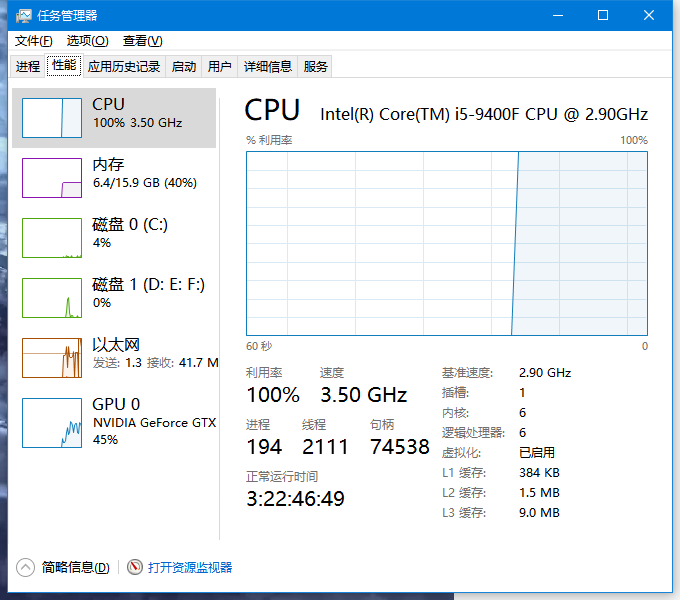 任务管理器
文件(F) 选项(O) 查看(V)
进程 性能 应用历史记录 启动 用户 详细信息 服务
CPU
100% 3.50 GHz
内存
6.4/15.9 GB (40%)
磁盘 0 (C:)
4%
磁盘 1 (D: E: F:)
0%
以太网
发送: 1.3 接收: 41.7 M
GPU 0
NVIDIA GeForce GTX
45%
CPU Intel(R) Core(TM) i5-9400F CPU @ 2.90GHz
% 利用率 100%
60 秒 0
利用率 速度
100% 3.50 GHz
进程 线程 句柄
194 2111 74538
正常运行时间
3:22:46:49
基准速度: 2.90 GHz
插槽: 1
内核: 6
逻辑处理器: 6
虚拟化: 已启用
L1 缓存: 384 KB
L2 缓存: 1.5 MB
L3 缓存: 9.0 MB
简略信息(D) 打开资源监视器